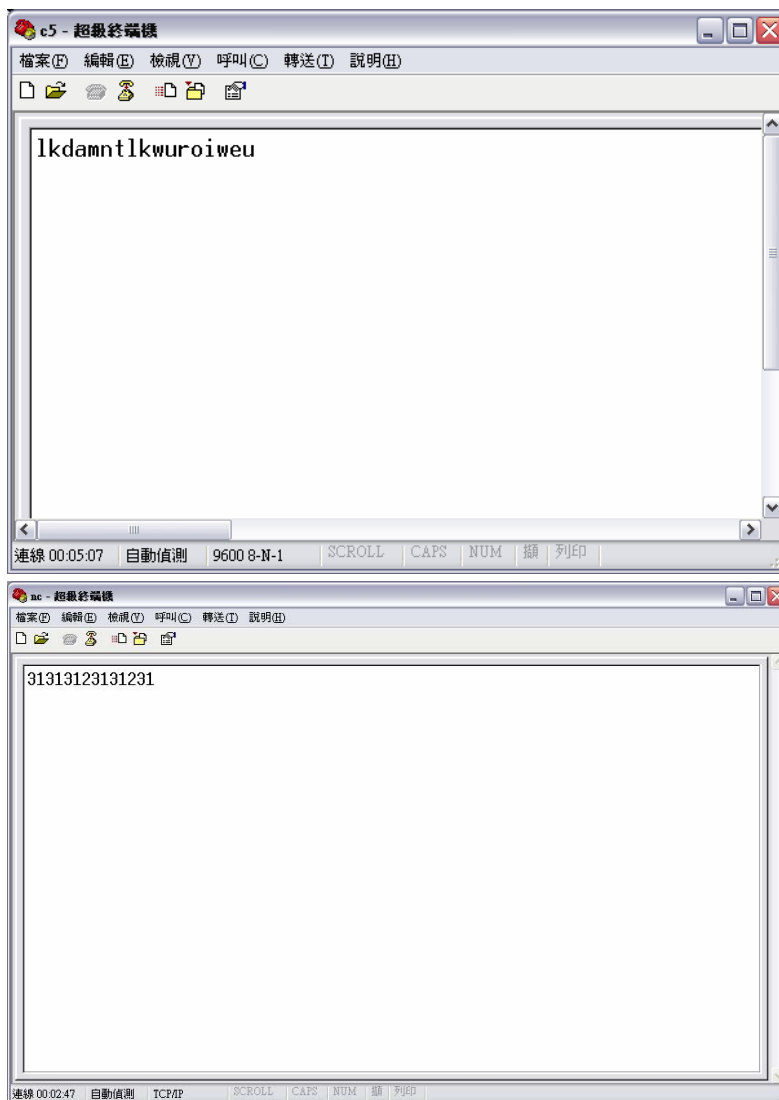 c5 - 超級終端機
檔案(F) 編輯(E) 檢視(V) 呼叫(C) 轉送(T) 說明(H)
lkdamntlkwuroiweu
連線 00:05:07 自動偵測 9600 8-N-1 SCROLL CAPS NUM 擷 列印
nc - 超級終端機
檔案(F) 編輯(E) 檢視(V) 呼叫(C) 轉送(T) 說明(H)
31313123131231
連線 00:02:47 自動偵測 TCP/IP SCROLL CAPS NUM 擷 列印